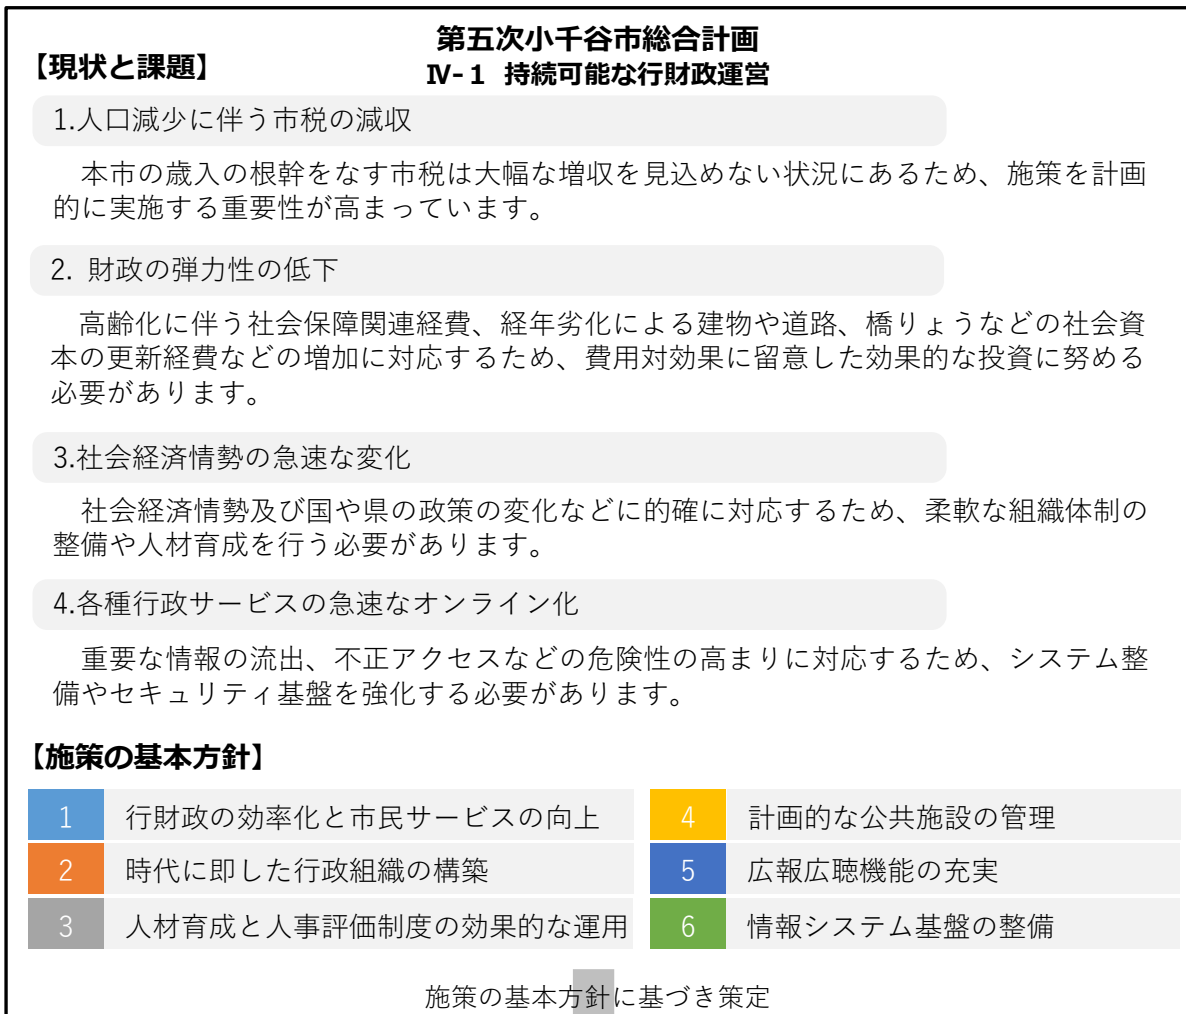 第五次小千谷市総合計画
【現状と課題】
Ⅳ-１ 持続可能な行財政運営
1.人口減少に伴う市税の減収
本市の歳入の根幹をなす市税は大幅な増収を見込めない状況にあるため、施策を計画
的に実施する重要性が高まっています。
2. 財政の弾力性の低下
高齢化に伴う社会保障関連経費、経年劣化による建物や道路、橋りょうなどの社会資
本の更新経費などの増加に対応するため、費用対効果に留意した効果的な投資に努める
必要があります。
3.社会経済情勢の急速な変化
社会経済情勢及び国や県の政策の変化などに的確に対応するため、柔軟な組織体制の
整備や人材育成を行う必要があります。
4.各種行政サービスの急速なオンライン化
重要な情報の流出、不正アクセスなどの危険性の高まりに対応するため、システム整
備やセキュリティ基盤を強化する必要があります。
【施策の基本方針】
1 行財政の効率化と市民サービスの向上
2 時代に即した行政組織の構築
3 人材育成と人事評価制度の効果的な運用
4 計画的な公共施設の管理
5 広報広聴機能の充実
6 情報システム基盤の整備
施策の基本方針に基づき策定